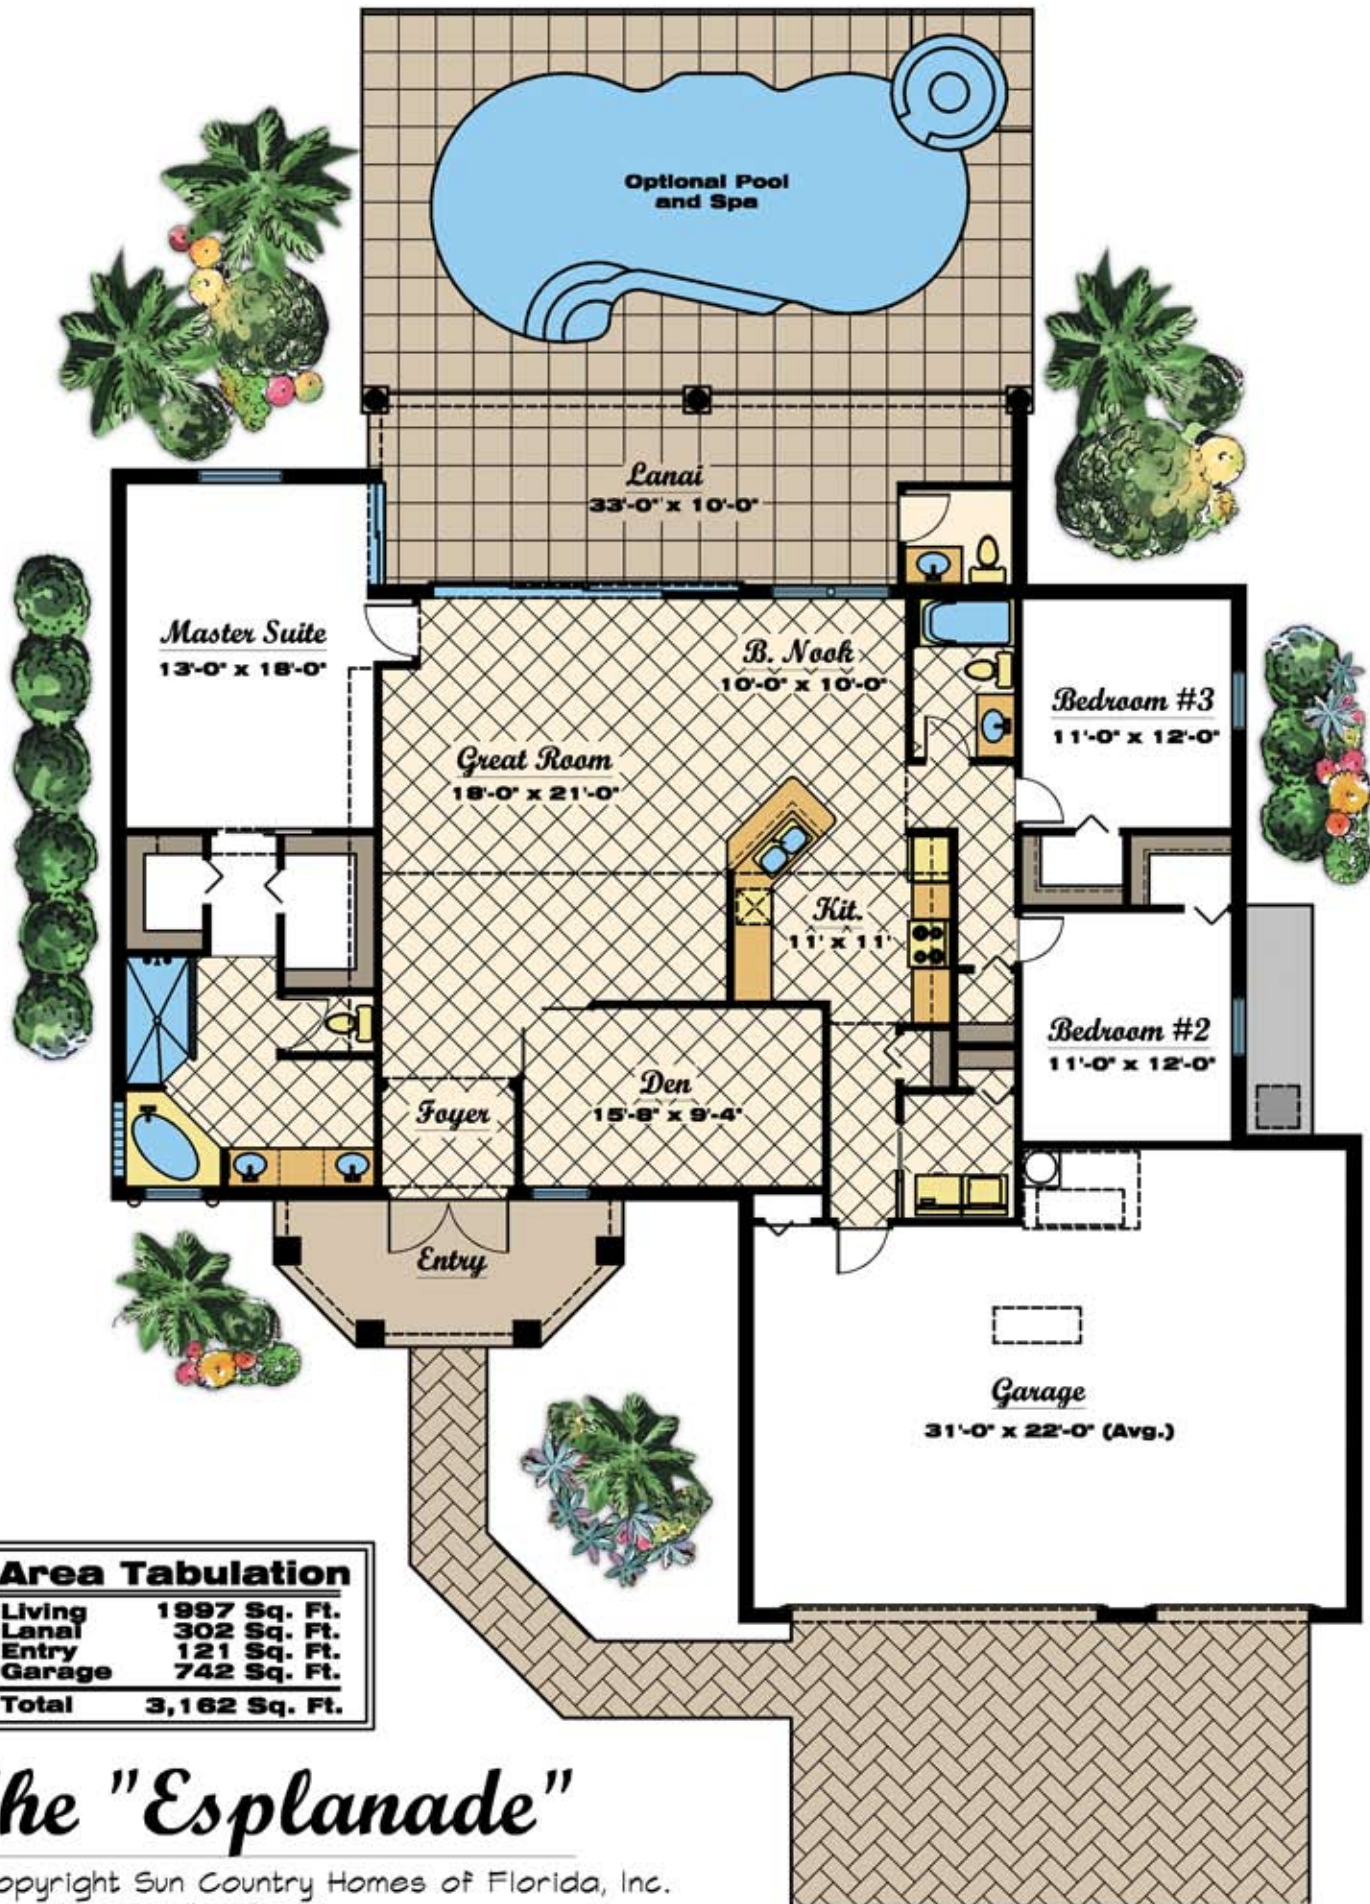 Optional Pool
and Spa
Lanai
33'-0" x 10'-0"
Master Suite
13'-0" x 18'-0"
B. Nook
10'-0" x 10'-0"
Bedroom #3
11'-0" x 12'-0"
Great Room
18'-0" x 21'-0"
Kit.
11' x 11'
Bedroom #2
11'-0" x 12'-0"
Den
15'-8" x 9'-4"
Foyer
Entry
Garage
31'-0" x 22'-0" (Avg.)
Area Tabulation
Living 1997 Sq. Ft.
Lanai 302 Sq. Ft.
Entry 121 Sq. Ft.
Garage 742 Sq. Ft.
Total 3,162 Sq. Ft.
he "Esplanade"
opyright Sun Country Homes of Florida, Inc.